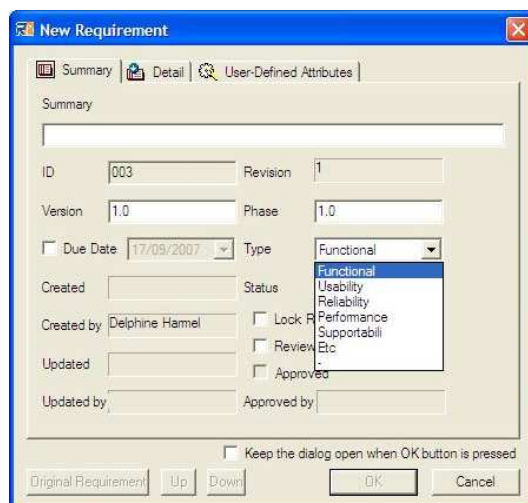 New Requirement
Summary Detail User-Defined Attributes
Summary
ID 003 Revision 1
Version 1.0 Phase 1.0
Due Date 17/09/2007 Type Functional
Functional
Created Status Usability
Reliability
Created by Delphine Harmel Lock R Performance
Supportabili
Review Etc
Updated -
Approved
Updated by Approved by
Keep the dialog open when OK button is pressed
Original Requirement Up Down OK Cancel